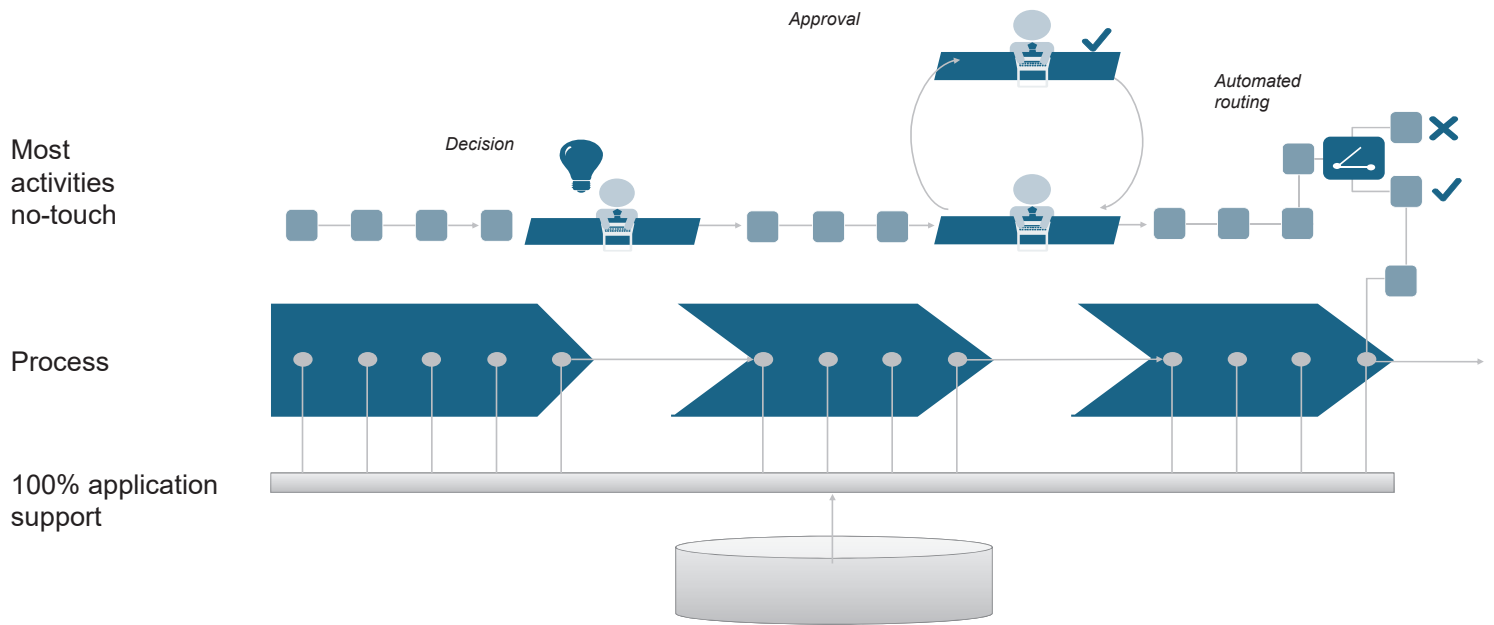 Approval
Automated
routing
Decision
Most
activities
no-touch
Process
100% application
support